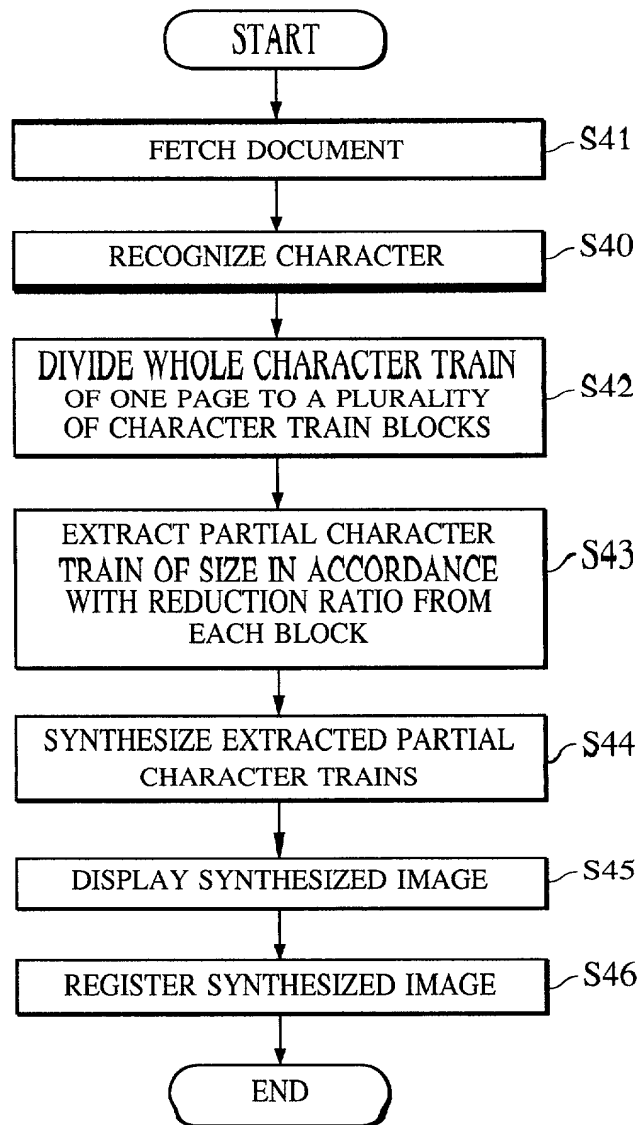 START
FETCH DOCUMENT
S41
RECOGNIZE CHARACTER
S40
DIVIDE WHOLE CHARACTER TRAIN
OF ONE PAGE TO A PLURALITY
OF CHARACTER TRAIN BLOCKS
S42
EXTRACT PARTIAL CHARACTER
TRAIN OF SIZE IN ACCORDANCE
WITH REDUCTION RATIO FROM
EACH BLOCK
S43
SYNTHESIZE EXTRACTED PARTIAL
CHARACTER TRAINS
S44
DISPLAY SYNTHESIZED IMAGE
S45
REGISTER SYNTHESIZED IMAGE
S46
END